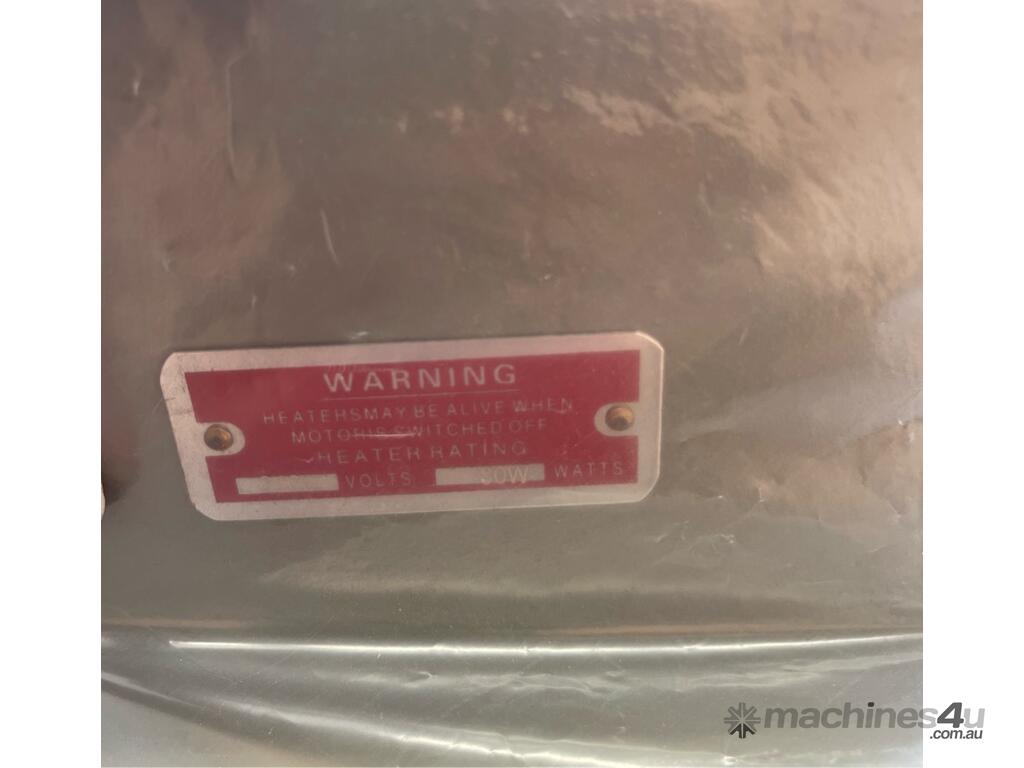 WARNING
HEATERSMAY BE ALIVE WHEN
MOTORIS SWITCHED OFF
HEATER RATING
VOLTS WATTS
machines4u
.com.au